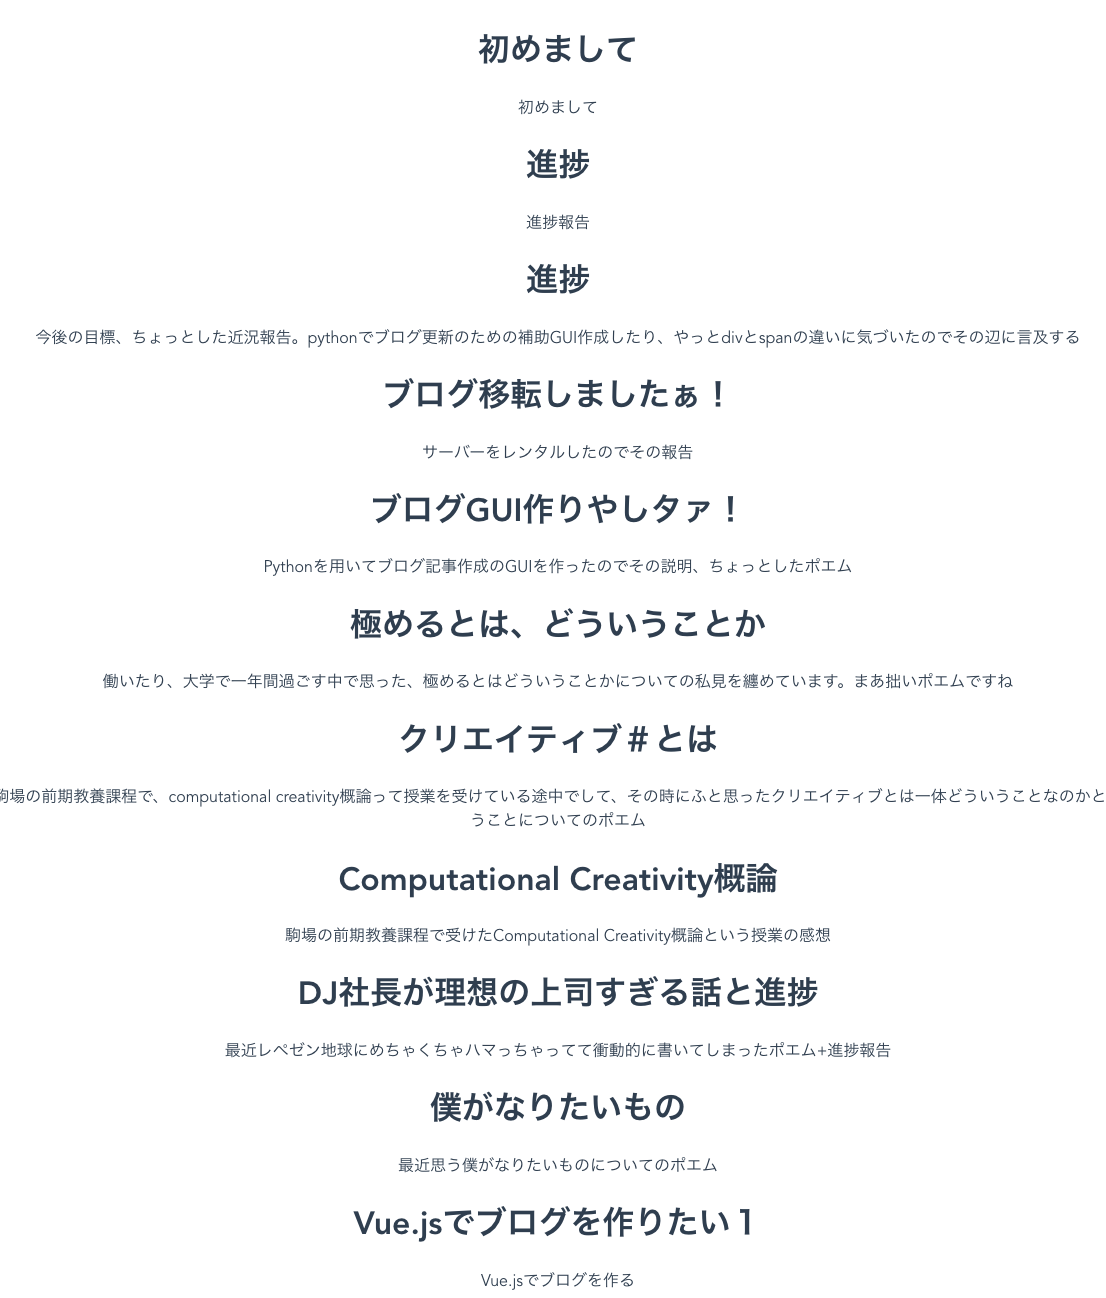 初めまして
初めまして
進捗
進捗報告
進捗
今後の目標、ちょっとした近況報告。pythonでブログ更新のための補助GUI作成したり、やっとdivとspanの違いに気づいたのでその辺に言及する
ブログ移転しましたぁ！
サーバーをレンタルしたのでその報告
ブログGUI作りやしタァ！
Pythonを用いてブログ記事作成のGUIを作ったのでその説明、ちょっとしたポエム
極めるとは、どういうことか
働いたり、大学で一年間過ごす中で思った、極めるとはどういうことかについての私見を纏めています。まあ拙いポエムですね
クリエイティブ＃とは
駒場の前期教養課程で、computational creativity概論って授業を受けている途中でして、その時にふと思ったクリエイティブとは一体どういうことなのかと
うことについてのポエム
Computational Creativity概論
駒場の前期教養課程で受けたComputational Creativity概論という授業の感想
DJ社長が理想の上司すぎる話と進捗
最近レペゼン地球にめちゃくちゃハマっちゃってて衝動的に書いてしまったポエム+進捗報告
僕がなりたいもの
最近思う僕がなりたいものについてのポエム
Vue.jsでブログを作りたい１
Vue.jsでブログを作る